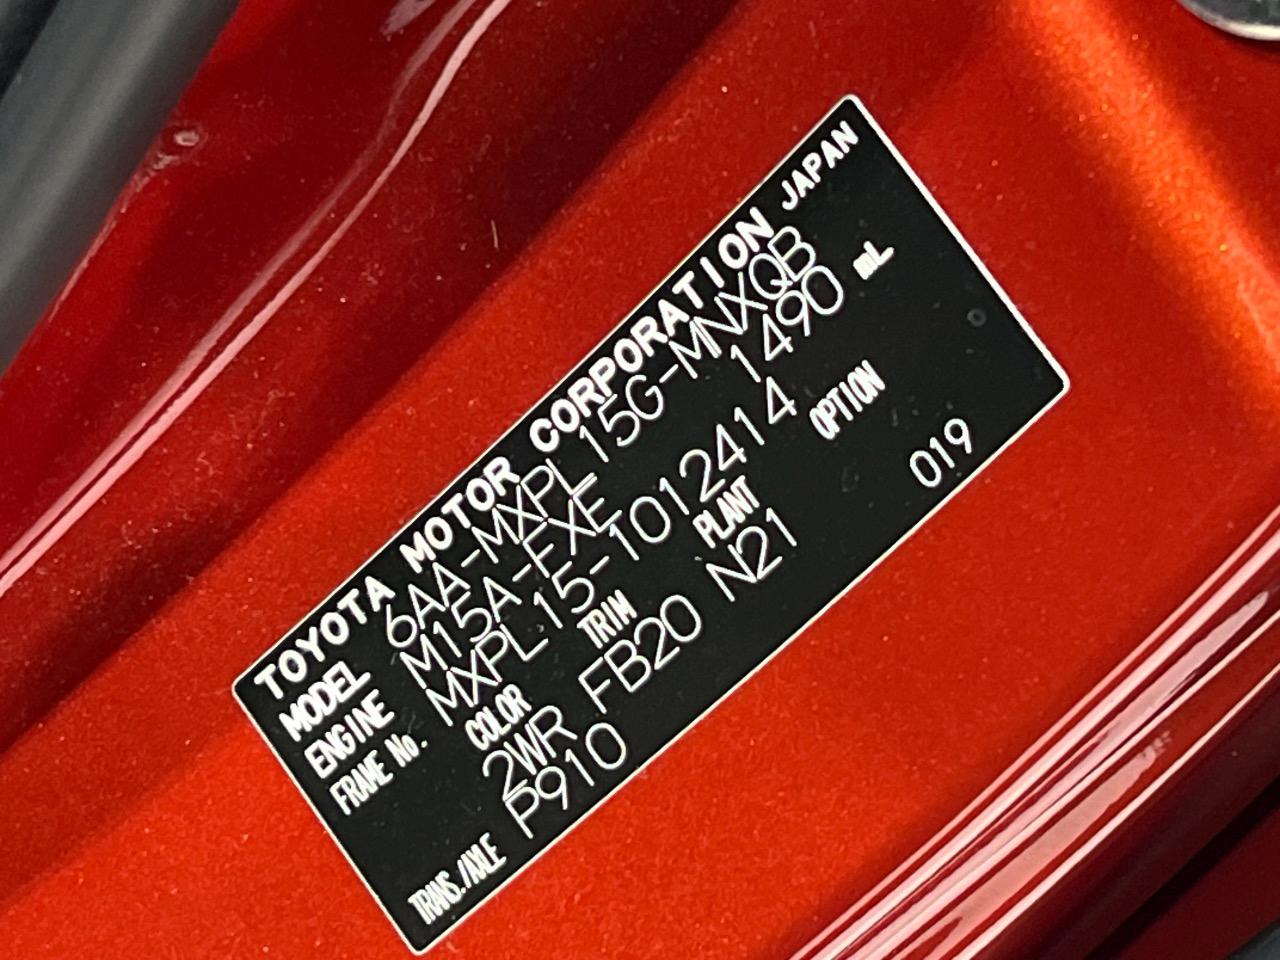 TOYOTA MOTOR CORPORATION JAPAN
MODEL 6AA-MXPL15G-MNXQB
ENGINE M15A-FXE 1490 mL
FRAME No. MXPL15-1012414
COLOR TRIM PLANT OPTION
2WR FB20 N21 019
TRANS./AXLE P910